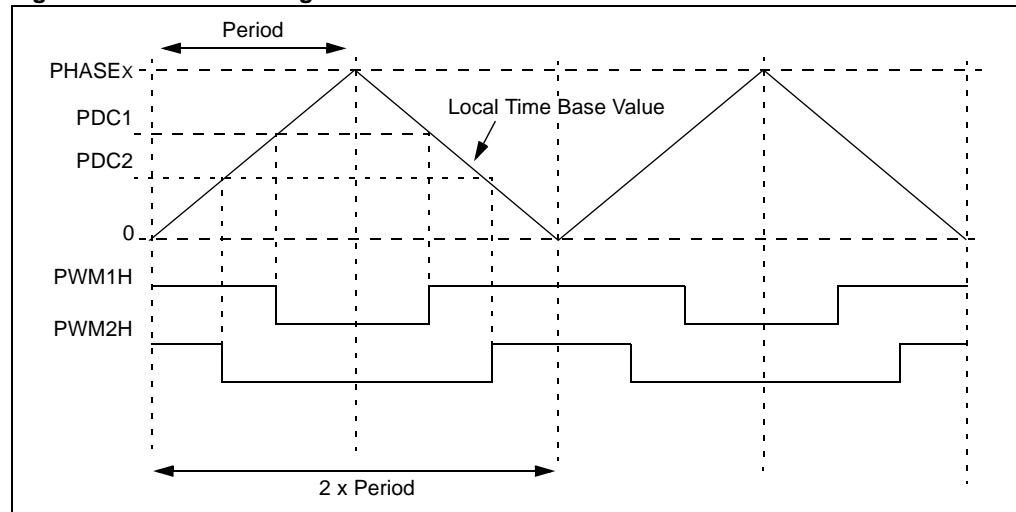 Period
PHASEX
PDC1
Local Time Base Value
PDC2
0
PWM1H
PWM2H
2 x Period